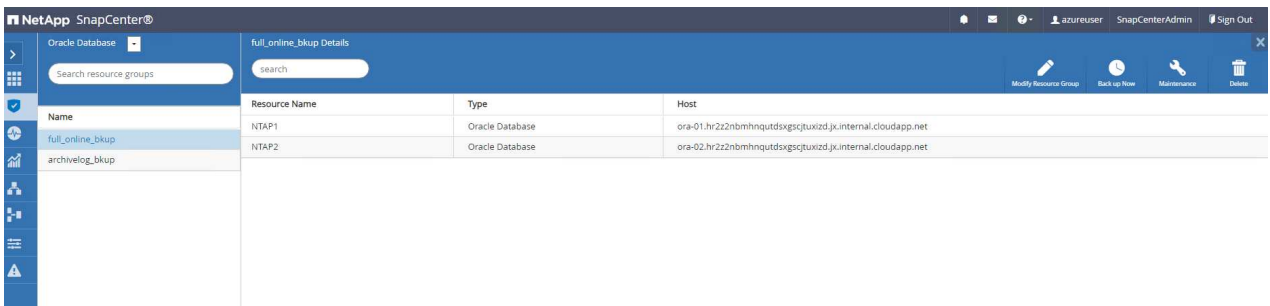 NetApp SnapCenter®
azureuser SnapCenterAdmin Sign Out
Oracle Database
full_online_bkup Details
Search resource groups
search
Modify Resource Group Back up Now Maintenance Delete
Name
Resource Name Type Host
full_online_bkup
NTAP1 Oracle Database ora-01.hr2z2nbmhnqutdsxgscjtuxizd.jx.internal.cloudapp.net
archivelog_bkup
NTAP2 Oracle Database ora-02.hr2z2nbmhnqutdsxgscjtuxizd.jx.internal.cloudapp.net